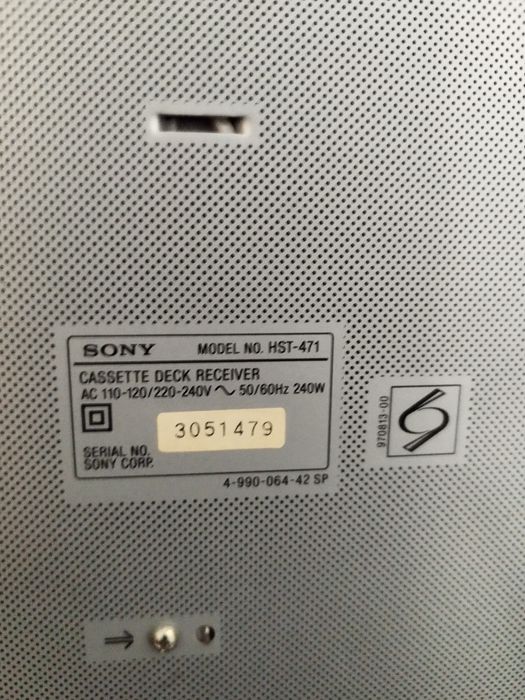 SONY MODEL NO. HST-471
CASSETTE DECK RECEIVER
AC 110-120/220-240V ~ 50/60Hz 240W
3051479
SERIAL NO.
SONY CORP.
4-990-064-42 SP
970813-00